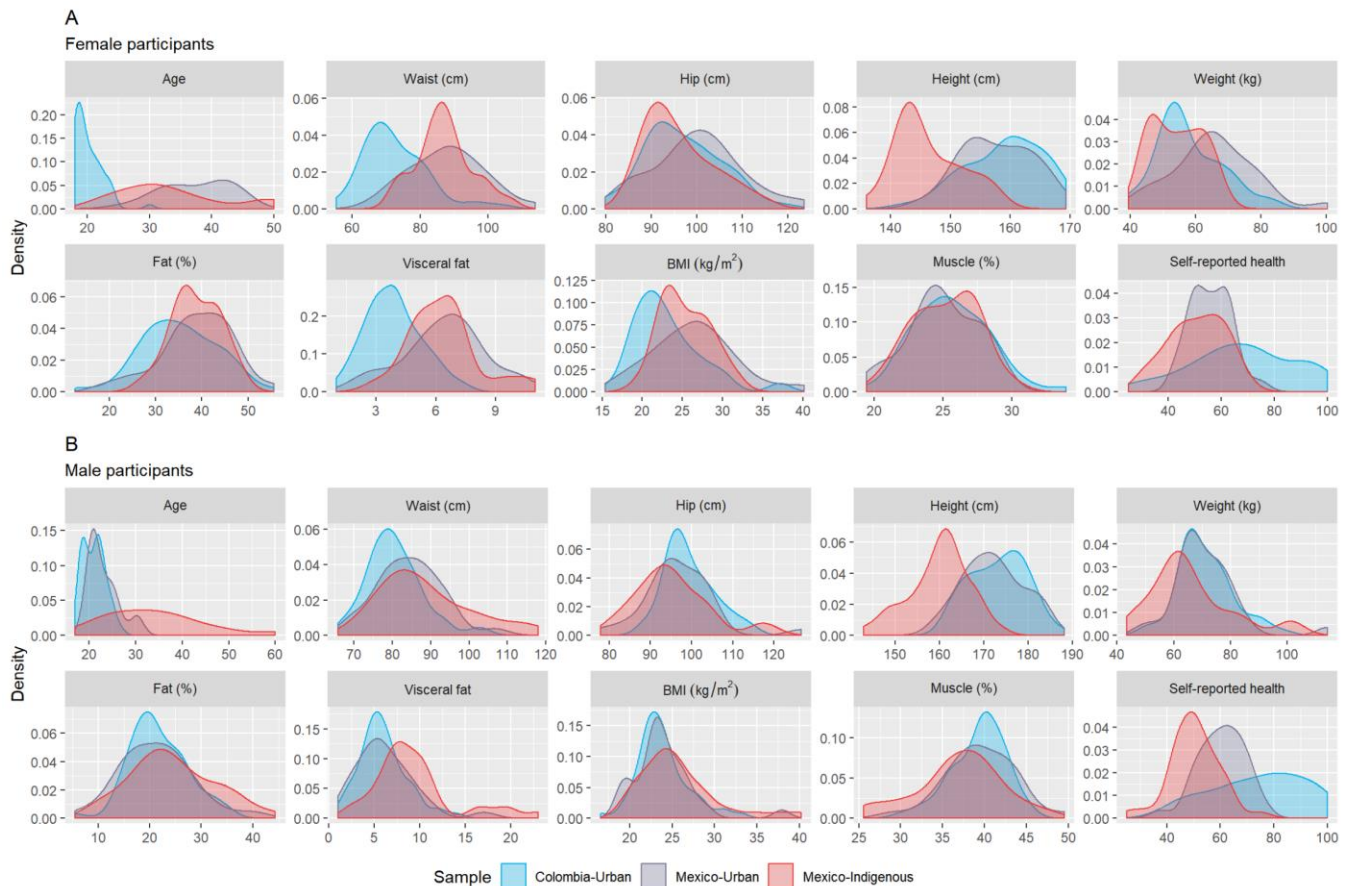 A
Female participants
Age Waist (cm) Hip (cm) Height (cm) Weight (kg)
0.20 0.15 0.10 0.05 0.00
20 30 40 50
0.06 0.04 0.02 0.00
60 80 100
0.06 0.04 0.02 0.00
80 90 100 110 120
0.08 0.06 0.04 0.02 0.00
140 150 160 170
0.04 0.03 0.02 0.01 0.00
40 60 80 100
Density
Fat (%) Visceral fat BMI (kg/m²) Muscle (%) Self-reported health
0.06 0.04 0.02 0.00
20 30 40 50
0.2 0.1 0.0
3 6 9
0.125 0.100 0.075 0.050 0.025 0.000
15 20 25 30 35 40
0.15 0.10 0.05 0.00
20 25 30
0.05 0.04 0.03 0.02 0.01 0.00
40 60 80 100
B
Male participants
Age Waist (cm) Hip (cm) Height (cm) Weight (kg)
0.15 0.10 0.05 0.00
20 30 40 50 60
0.06 0.04 0.02 0.00
70 80 90 100 110 120
0.06 0.04 0.02 0.00
80 90 100 110 120
0.08 0.06 0.04 0.02 0.00
150 160 170 180 190
0.05 0.04 0.03 0.02 0.01 0.00
40 60 80 100
Density
Fat (%) Visceral fat BMI (kg/m²) Muscle (%) Self-reported health
0.08 0.06 0.04 0.02 0.00
10 20 30 40
0.15 0.10 0.05 0.00
0 5 10 15 20
0.15 0.10 0.05 0.00
20 25 30 35 40
0.10 0.05 0.00
25 30 35 40 45 50
0.05 0.04 0.03 0.02 0.01 0.00
40 60 80 100
Sample Colombia-Urban Mexico-Urban Mexico-Indigenous